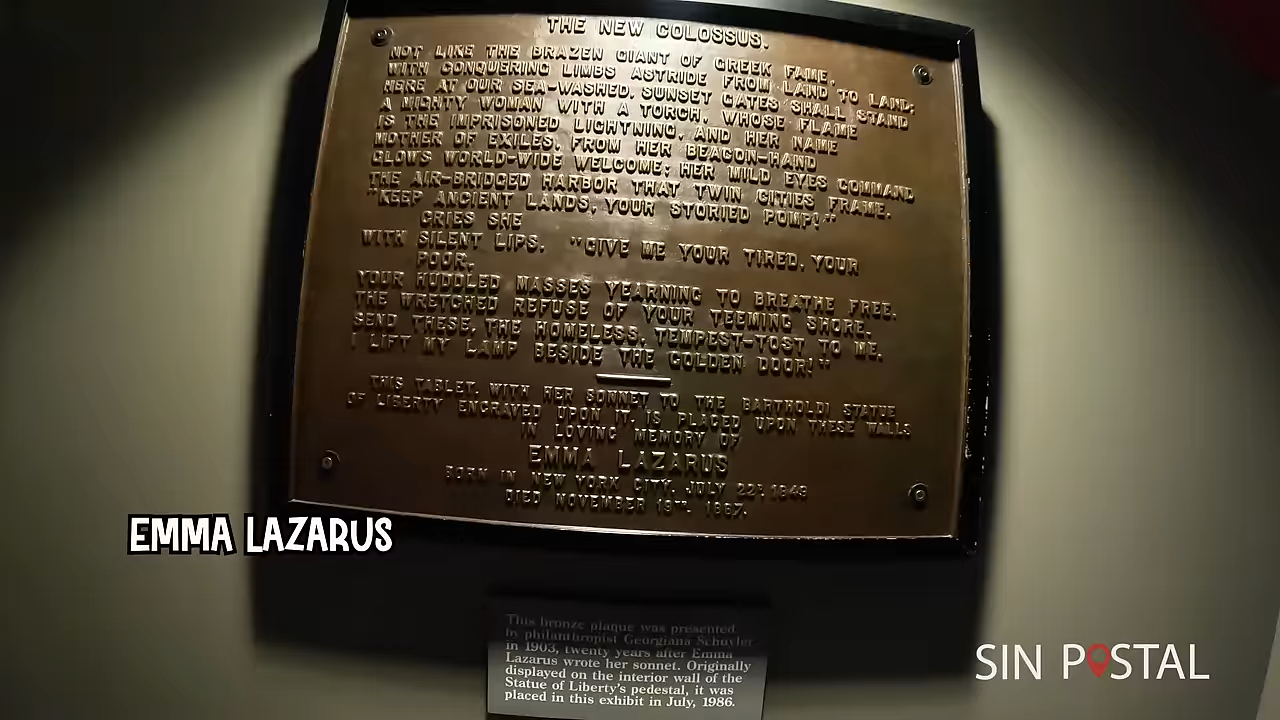 THE NEW COLOSSUS.
NOT LIKE THE BRAZEN GIANT OF GREEK FAME,
WITH CONQUERING LIMBS ASTRIDE FROM LAND TO LAND;
HERE AT OUR SEA-WASHED, SUNSET GATES SHALL STAND
A MIGHTY WOMAN WITH A TORCH, WHOSE FLAME
IS THE IMPRISONED LIGHTNING, AND HER NAME
MOTHER OF EXILES. FROM HER BEACON-HAND
GLOWS WORLD-WIDE WELCOME; HER MILD EYES COMMAND
THE AIR-BRIDGED HARBOR THAT TWIN CITIES FRAME.
"KEEP ANCIENT LANDS, YOUR STORIED POMP!"
CRIES SHE
WITH SILENT LIPS. "GIVE ME YOUR TIRED, YOUR
POOR,
YOUR HUDDLED MASSES YEARNING TO BREATHE FREE,
THE WRETCHED REFUSE OF YOUR TEEMING SHORE.
SEND THESE, THE HOMELESS, TEMPEST-TOST TO ME,
I LIFT MY LAMP BESIDE THE GOLDEN DOOR!"
THIS TABLET, WITH HER SONNET TO THE BARTHOLDI STATUE
OF LIBERTY ENGRAVED UPON IT, IS PLACED UPON THESE WALLS
IN LOVING MEMORY OF
EMMA LAZARUS
BORN IN NEW YORK CITY, JULY 22D, 1849
DIED NOVEMBER 19TH, 1887.
EMMA LAZARUS
This bronze plaque was presented
by philanthropist Georgiana Schuyler
in 1903, twenty years after Emma
Lazarus wrote her sonnet. Originally
displayed on the interior wall of the
Statue of Liberty's pedestal, it was
placed in this exhibit in July, 1986.
SIN POSTAL